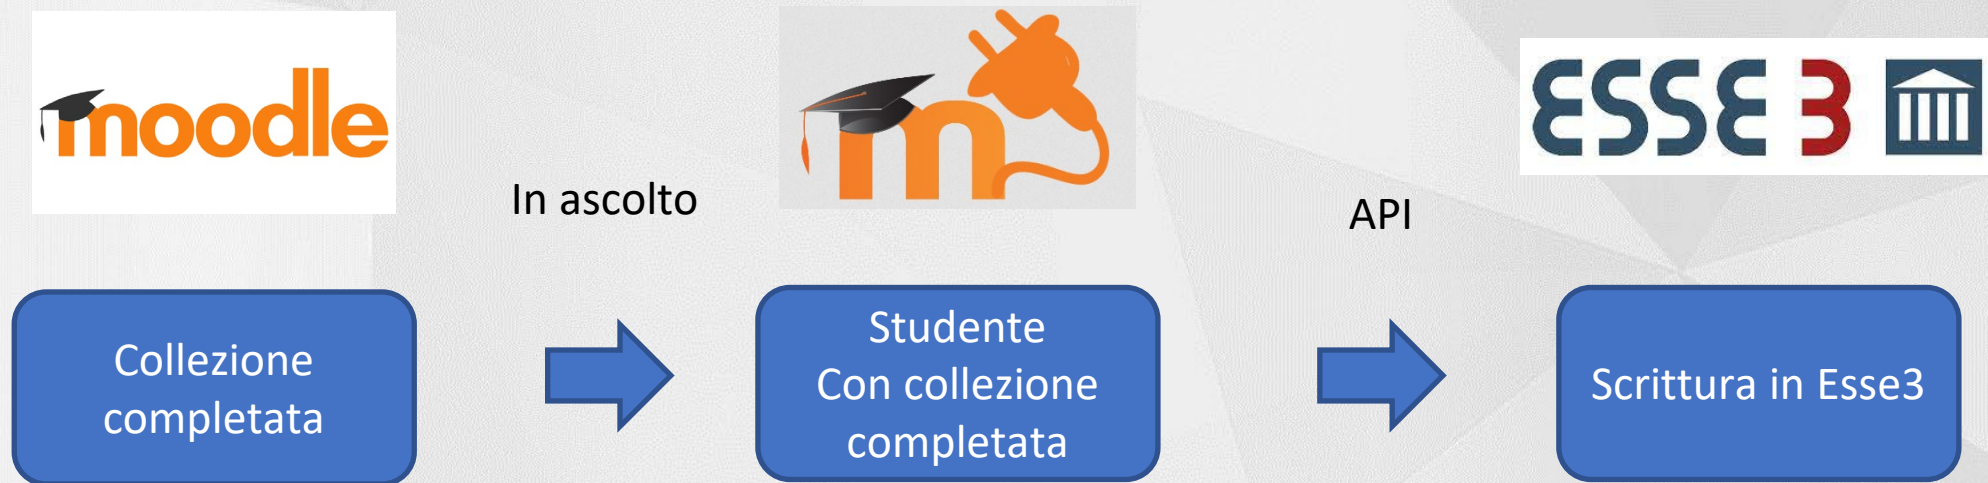 moodle
m
ESSE 3
In ascolto
API
Collezione
completata
Studente
Con collezione
completata
Scrittura in Esse3